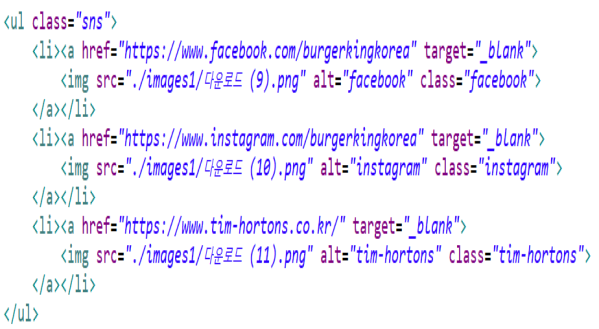 <ul class="sns">
<li><a href="https://www.facebook.com/burgerkingkorea" target="_blank">
<img src="./images1/다운로드 (9).png" alt="facebook" class="facebook">
</a></li>
<li><a href="https://www.instagram.com/burgerkingkorea" target="_blank">
<img src="./images1/다운로드 (10).png" alt="instagram" class="instagram">
</a></li>
<li><a href="https://www.tim-hortons.co.kr/" target="_blank">
<img src="./images1/다운로드 (11).png" alt="tim-hortons" class="tim-hortons">
</a></li>
</ul>